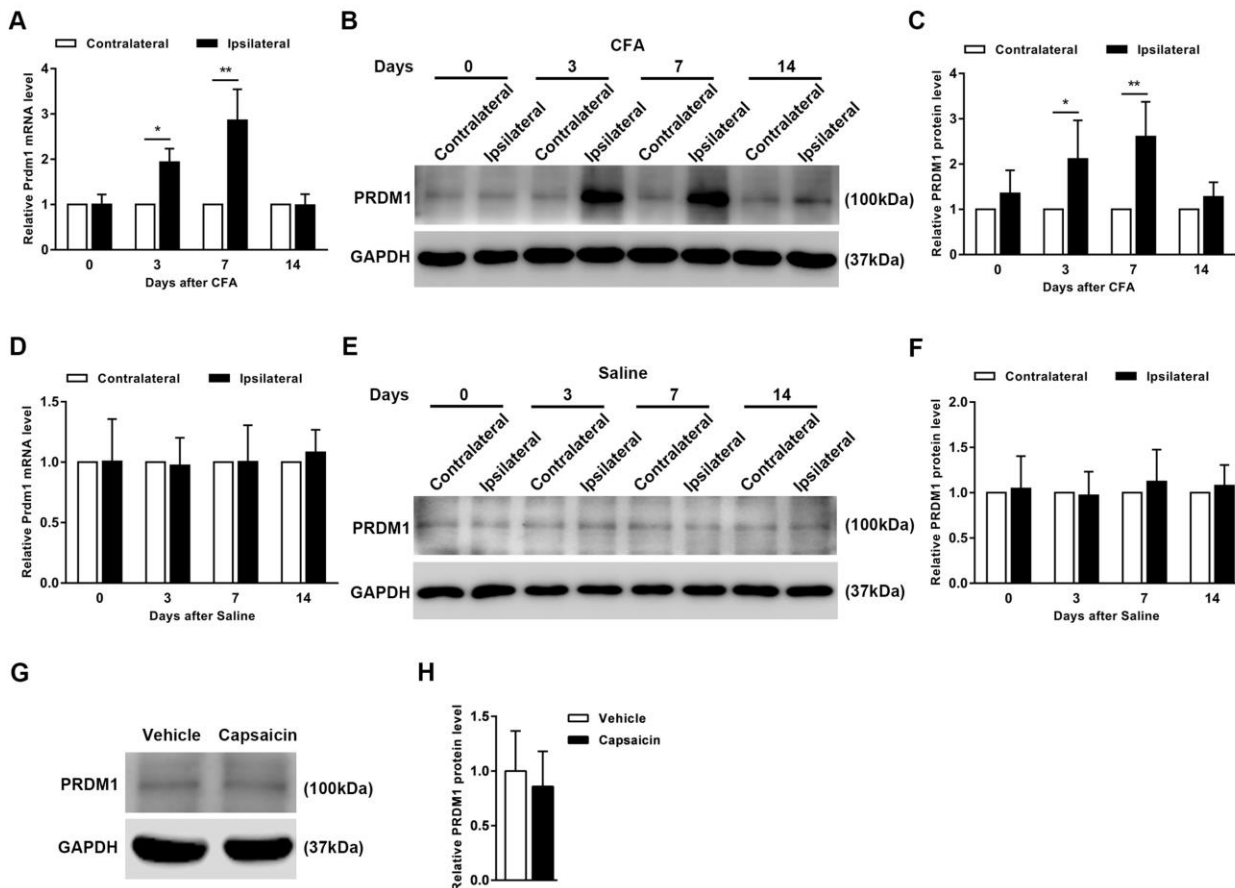 A
Contralateral Ipsilateral
Relative Prdm1 mRNA level
4
3
2
1
0
* **
0 3 7 14
Days after CFA
B
CFA
Days 0 3 7 14
Contralateral Ipsilateral Contralateral Ipsilateral Contralateral Ipsilateral Contralateral Ipsilateral
PRDM1 (100kDa)
GAPDH (37kDa)
C
Contralateral Ipsilateral
Relative PRDM1 protein level
4
3
2
1
0
* **
0 3 7 14
Days after CFA
D
Contralateral Ipsilateral
Relative Prdm1 mRNA level
1.5
1.0
0.5
0.0
0 3 7 14
Days after Saline
E
Saline
Days 0 3 7 14
Contralateral Ipsilateral Contralateral Ipsilateral Contralateral Ipsilateral Contralateral Ipsilateral
PRDM1 (100kDa)
GAPDH (37kDa)
F
Contralateral Ipsilateral
Relative PRDM1 protein level
2.0
1.5
1.0
0.5
0.0
0 3 7 14
Days after Saline
G
Vehicle Capsaicin
PRDM1 (100kDa)
GAPDH (37kDa)
H
Relative PRDM1 protein level
1.5
1.0
0.5
0.0
Vehicle
Capsaicin